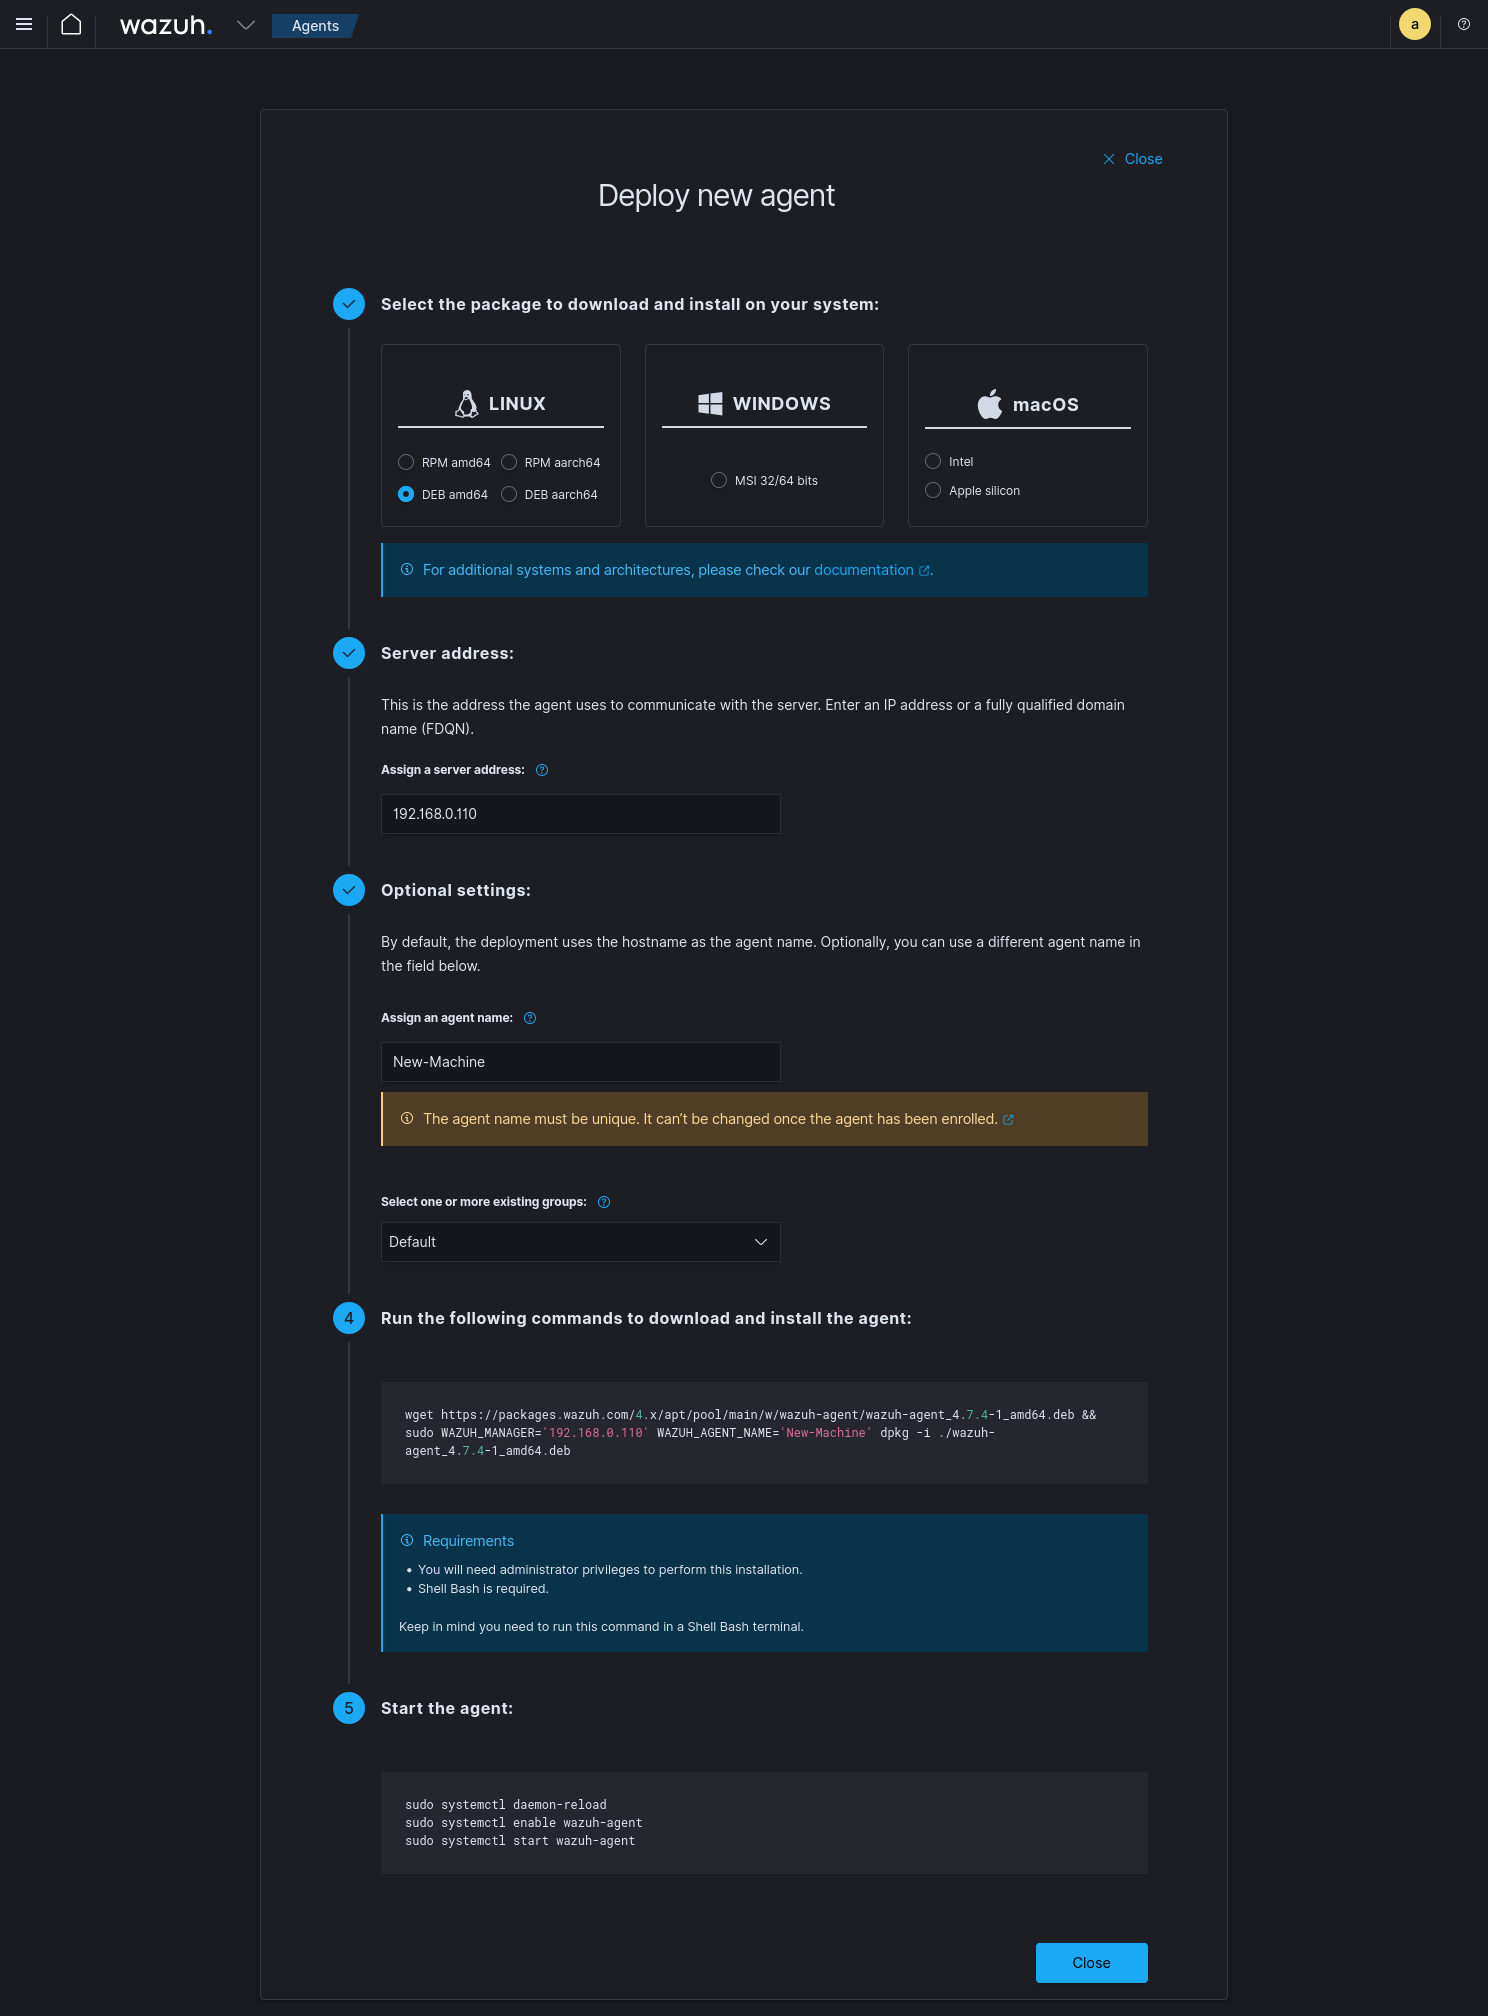 wazuh.
Agents
a
Close
Deploy new agent
Select the package to download and install on your system:
LINUX
RPM amd64 RPM aarch64
DEB amd64 DEB aarch64
WINDOWS
MSI 32/64 bits
macOS
Intel
Apple silicon
For additional systems and architectures, please check our documentation.
Server address:
This is the address the agent uses to communicate with the server. Enter an IP address or a fully qualified domain
name (FDQN).
Assign a server address:
192.168.0.110
Optional settings:
By default, the deployment uses the hostname as the agent name. Optionally, you can use a different agent name in
the field below.
Assign an agent name:
New-Machine
The agent name must be unique. It can't be changed once the agent has been enrolled.
Select one or more existing groups:
Default
4 Run the following commands to download and install the agent:
wget https://packages.wazuh.com/4.x/apt/pool/main/w/wazuh-agent/wazuh-agent_4.7.4-1_amd64.deb &&
sudo WAZUH_MANAGER='192.168.0.110' WAZUH_AGENT_NAME='New-Machine' dpkg -i ./wazuh-
agent_4.7.4-1_amd64.deb
Requirements
• You will need administrator privileges to perform this installation.
• Shell Bash is required.
Keep in mind you need to run this command in a Shell Bash terminal.
5 Start the agent:
sudo systemctl daemon-reload
sudo systemctl enable wazuh-agent
sudo systemctl start wazuh-agent
Close